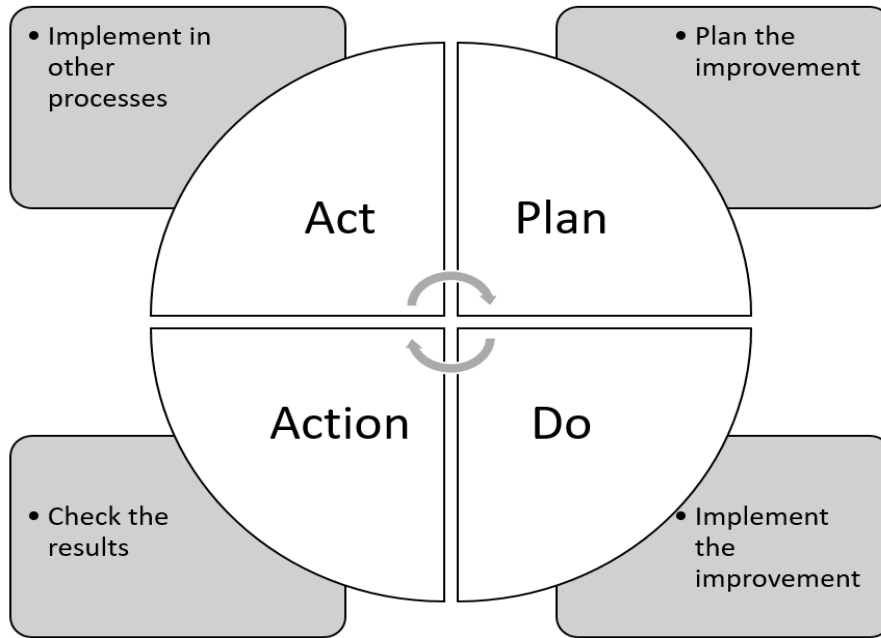 • Implement in
other
processes
• Plan the
improvement
Act
Plan
Action
Do
• Check the
results
• Implement
the
improvement